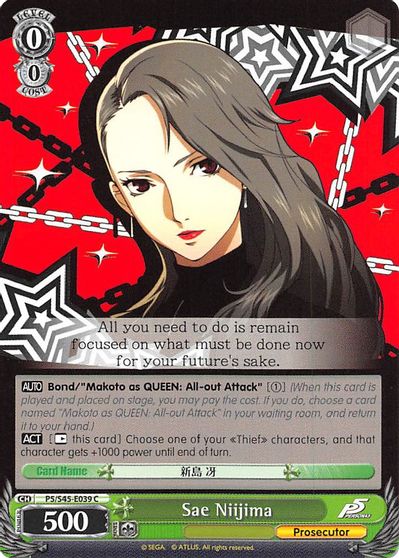 LEVEL
0
0
COST
All you need to do is remain
focused on what must be done now
for your future's sake.
AUTO Bond/"Makoto as QUEEN: All-out Attack" [①] (When this card is
played and placed on stage, you may pay the cost. If you do, choose a card
named "Makoto as QUEEN: All-out Attack" in your waiting room, and return
it to your hand.)
ACT [ this card] Choose one of your «Thief» characters, and that
character gets +1000 power until end of turn.
Card Name 新島 冴
CH P5/S45-E039 C
POWER 500
Sae Niijima
P5 PERSONA5
Prosecutor
© SEGA. © ATLUS. All rights reserved.